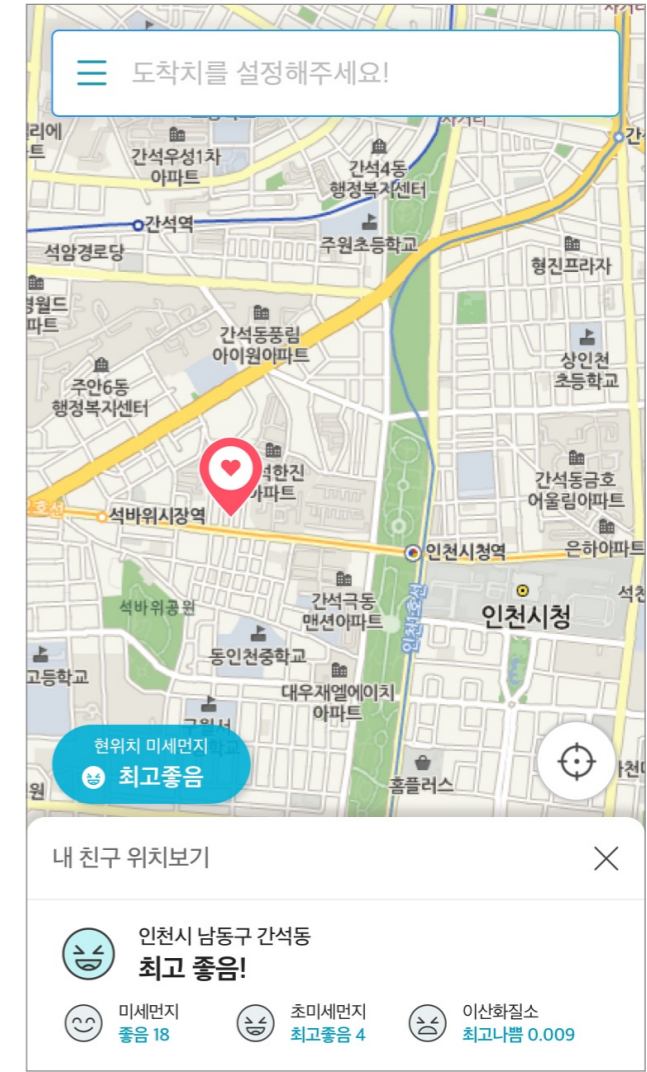 도착치를 설정해주세요!
간석우성1차
아파트
간석4동
행정복지센터
간석역
주원초등학교
석암경로당
형진프라자
간석동풍림
아이원아파트
상인천
초등학교
주안6동
행정복지센터
석한진
아파트
간석동금호
어울림아파트
석바위시장역
인천시청역
은하아파트
인천1호선
석바위공원
간석극동
맨션아파트
인천시청
동인천중학교
고등학교
대우재엘에이치
아파트
구월서
현위치 미세먼지
최고좋음
홈플러스
내 친구 위치보기
인천시 남동구 간석동
최고 좋음!
미세먼지
좋음 18
초미세먼지
최고좋음 4
이산화질소
최고나쁨 0.009